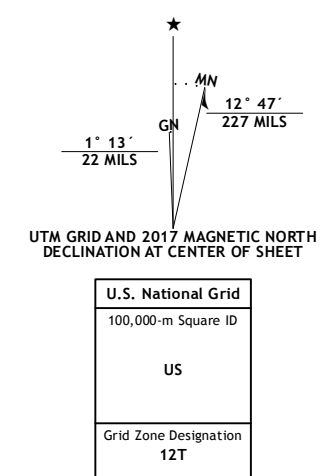 ★
MN
12° 47´
227 MILS
GN
1° 13´
22 MILS
UTM GRID AND 2017 MAGNETIC NORTH
DECLINATION AT CENTER OF SHEET
U.S. National Grid
100,000-m Square ID
US
Grid Zone Designation
12T